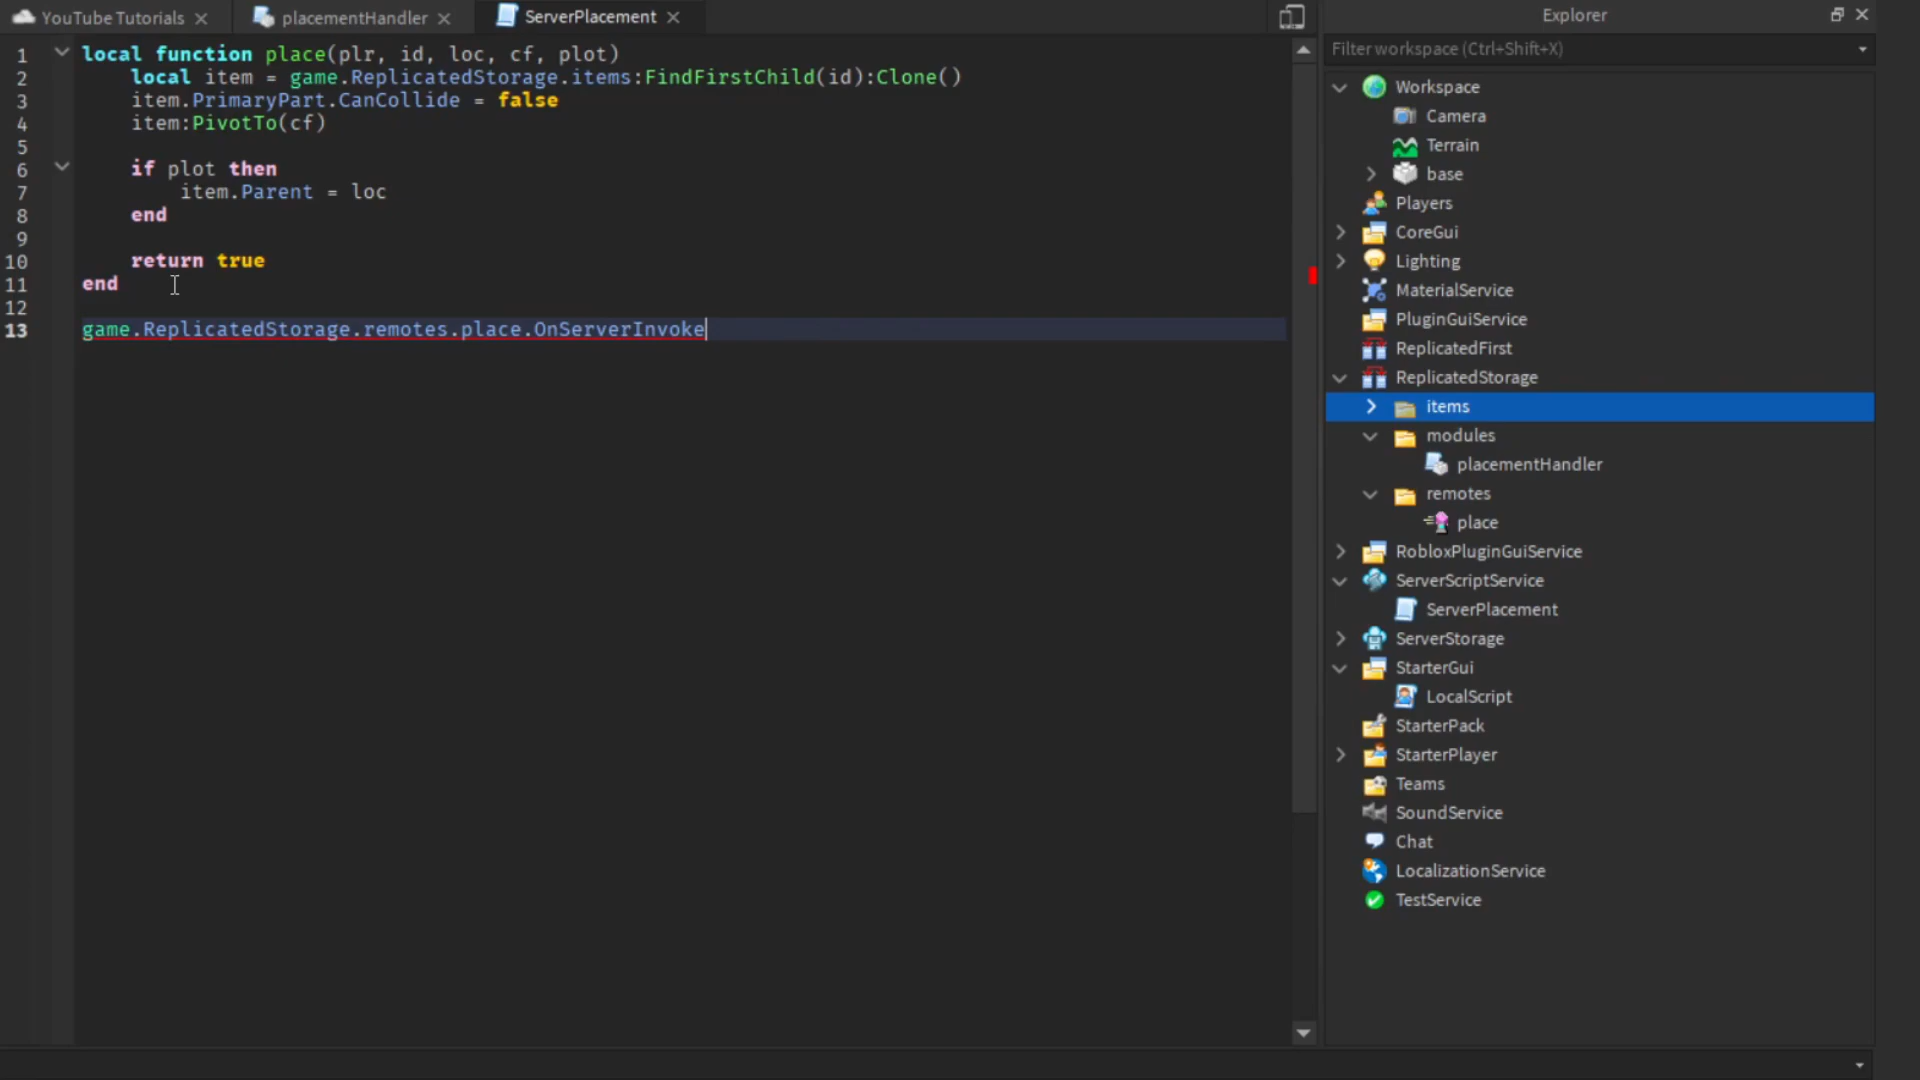 YouTube Tutorials
placementHandler
ServerPlacement
1 local function place(plr, id, loc, cf, plot)
2 local item = game.ReplicatedStorage.items:FindFirstChild(id):Clone()
3 item.PrimaryPart.CanCollide = false
4 item:PivotTo(cf)
5
6 if plot then
7 item.Parent = loc
8 end
9
10 return true
11 end
12
13 game.ReplicatedStorage.remotes.place.OnServerInvoke
Explorer
Filter workspace (Ctrl+Shift+X)
Workspace
Camera
Terrain
base
Players
CoreGui
Lighting
MaterialService
PluginGuiService
ReplicatedFirst
ReplicatedStorage
items
modules
placementHandler
remotes
place
RobloxPluginGuiService
ServerScriptService
ServerPlacement
ServerStorage
StarterGui
LocalScript
StarterPack
StarterPlayer
Teams
SoundService
Chat
LocalizationService
TestService